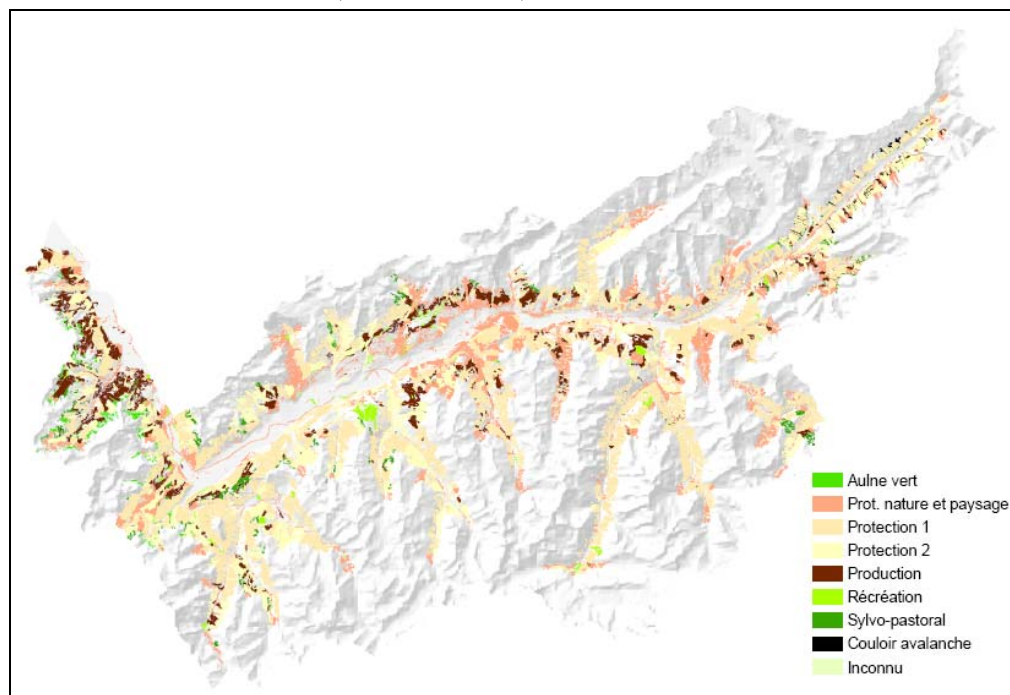 Aulne vert
Prot. nature et paysage
Protection 1
Protection 2
Production
Récréation
Sylvo-pastoral
Couloir avalanche
Inconnu